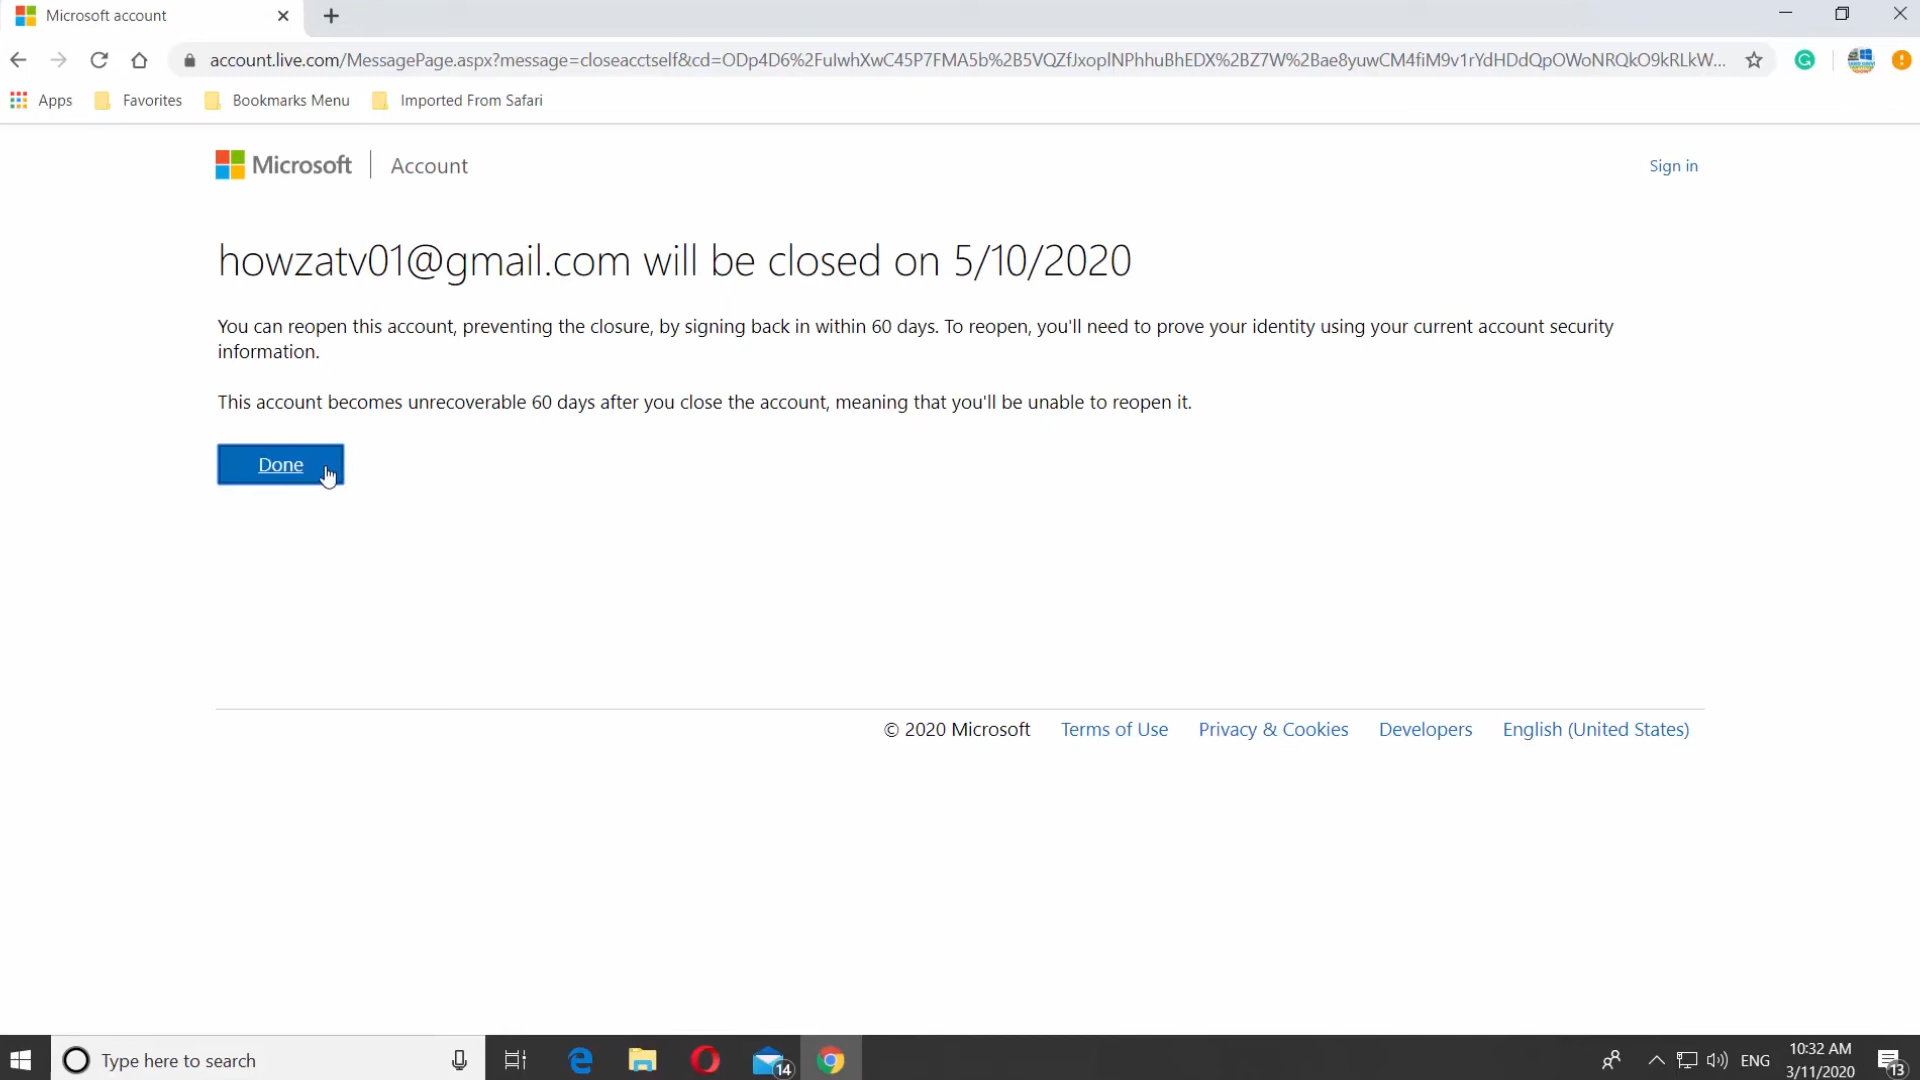 Microsoft account
account.live.com/MessagePage.aspx?message=closeacctself&cd=ODp4D6%2FuIwhXwC45P7FMA5b%2B5VQZfJxoplNPhhuBhEDX%2BZ7W%2Bae8yuwCM4fiM9v1rYdHDdQpOWoNRQkO9kRLkW...
Apps Favorites Bookmarks Menu Imported From Safari
Microsoft Account Sign in
howzatv01@gmail.com will be closed on 5/10/2020
You can reopen this account, preventing the closure, by signing back in within 60 days. To reopen, you'll need to prove your identity using your current account security
information.
This account becomes unrecoverable 60 days after you close the account, meaning that you'll be unable to reopen it.
Done
© 2020 Microsoft Terms of Use Privacy & Cookies Developers English (United States)
Type here to search 14 ENG 10:32 AM
3/11/2020 13